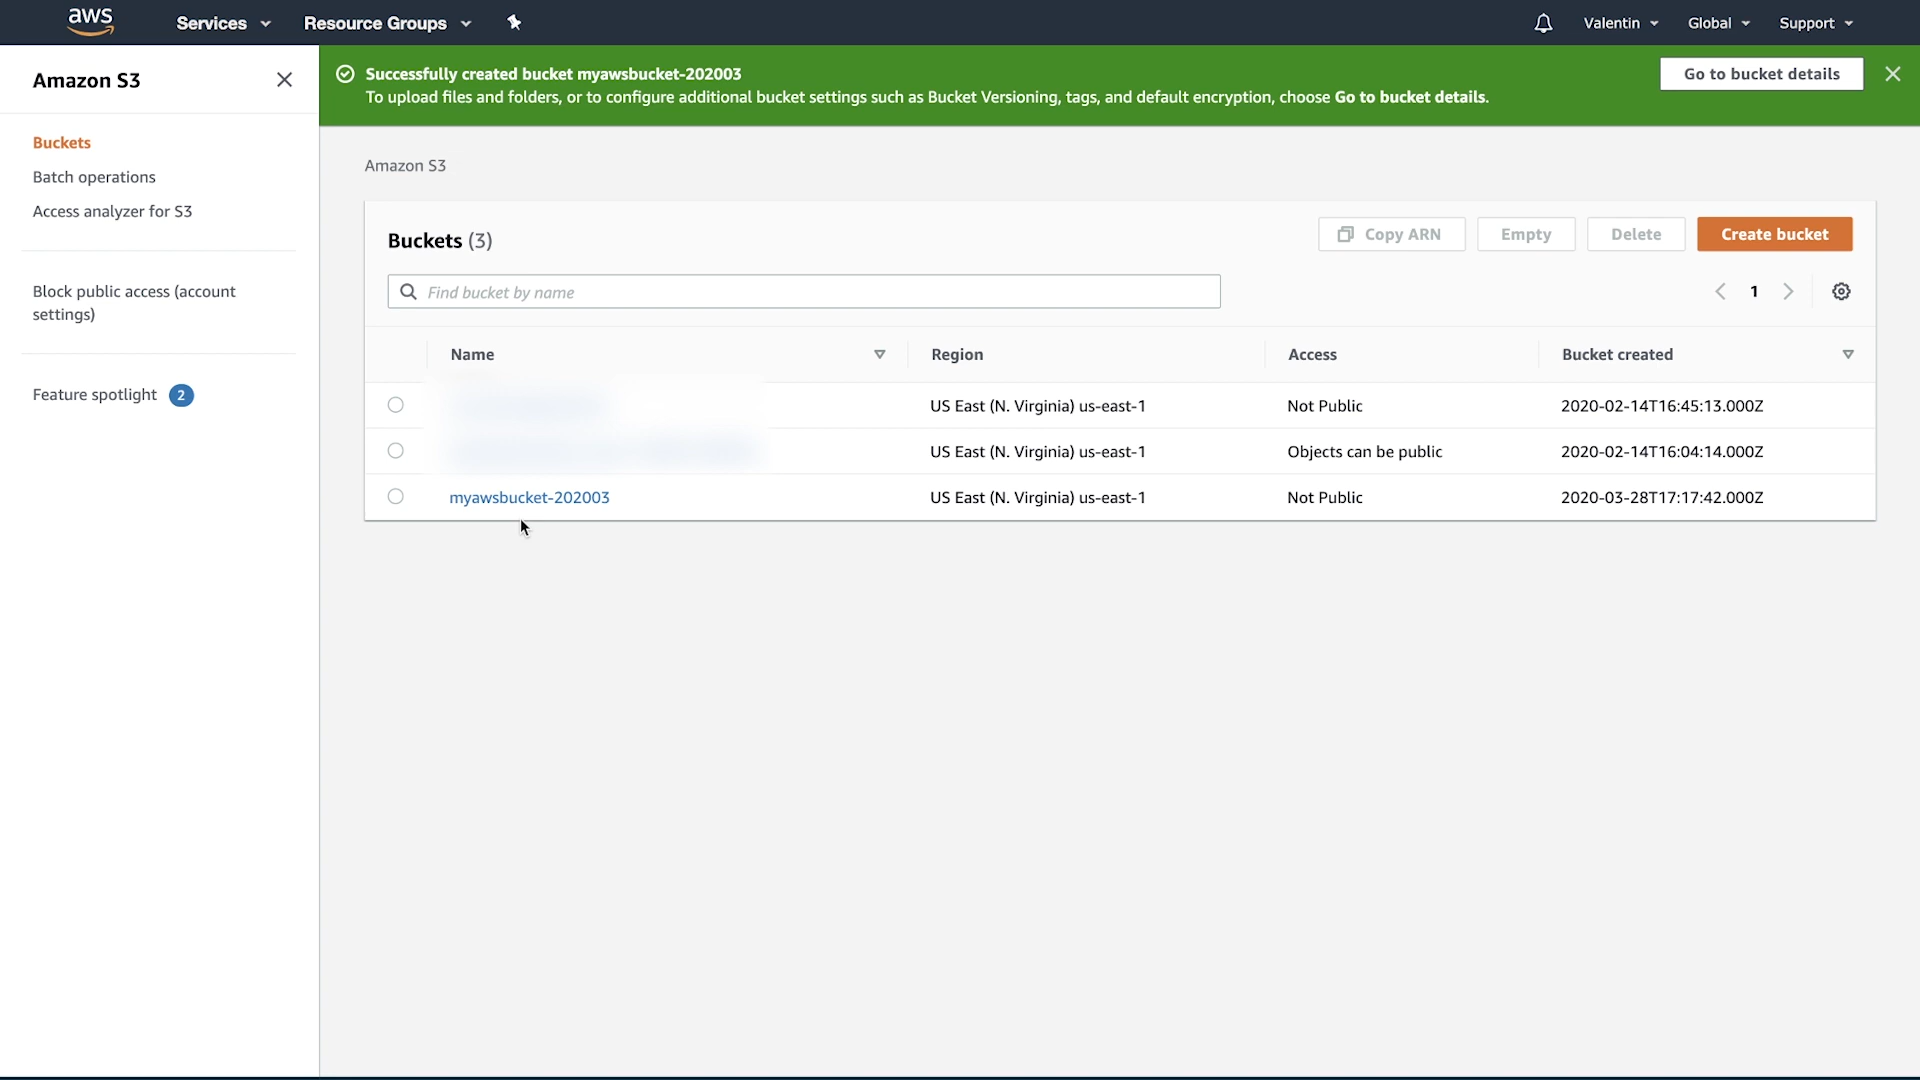 aws Services Resource Groups Valentin Global Support
Amazon S3
Successfully created bucket myawsbucket-202003
To upload files and folders, or to configure additional bucket settings such as Bucket Versioning, tags, and default encryption, choose Go to bucket details.
Go to bucket details
Buckets
Batch operations
Access analyzer for S3
Block public access (account
settings)
Feature spotlight 2
Amazon S3
Buckets (3)
Copy ARN Empty Delete Create bucket
Find bucket by name
1
Name Region Access Bucket created
US East (N. Virginia) us-east-1 Not Public 2020-02-14T16:45:13.000Z
US East (N. Virginia) us-east-1 Objects can be public 2020-02-14T16:04:14.000Z
myawsbucket-202003 US East (N. Virginia) us-east-1 Not Public 2020-03-28T17:17:42.000Z